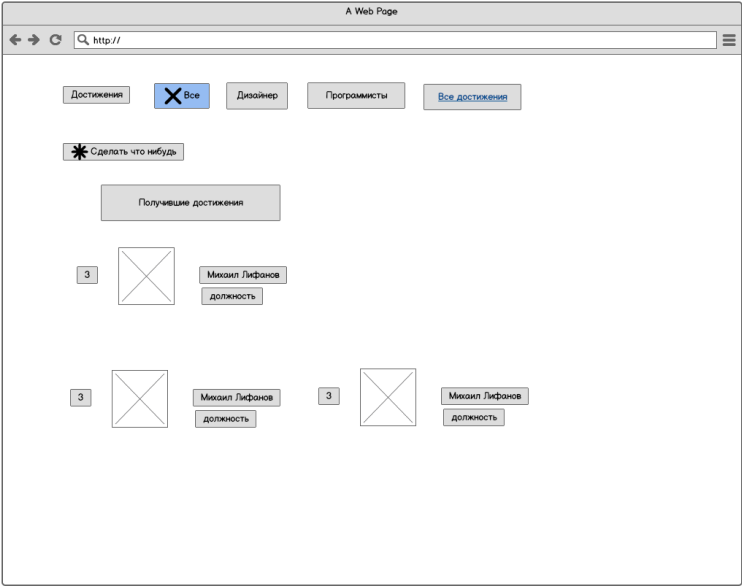 A Web Page
http://
Достижения
Все
Дизайнер
Программисты
Все достижения
Сделать что нибудь
Получившие достижения
3
Михаил Лифанов
должность
3
Михаил Лифанов
должность
3
Михаил Лифанов
должность